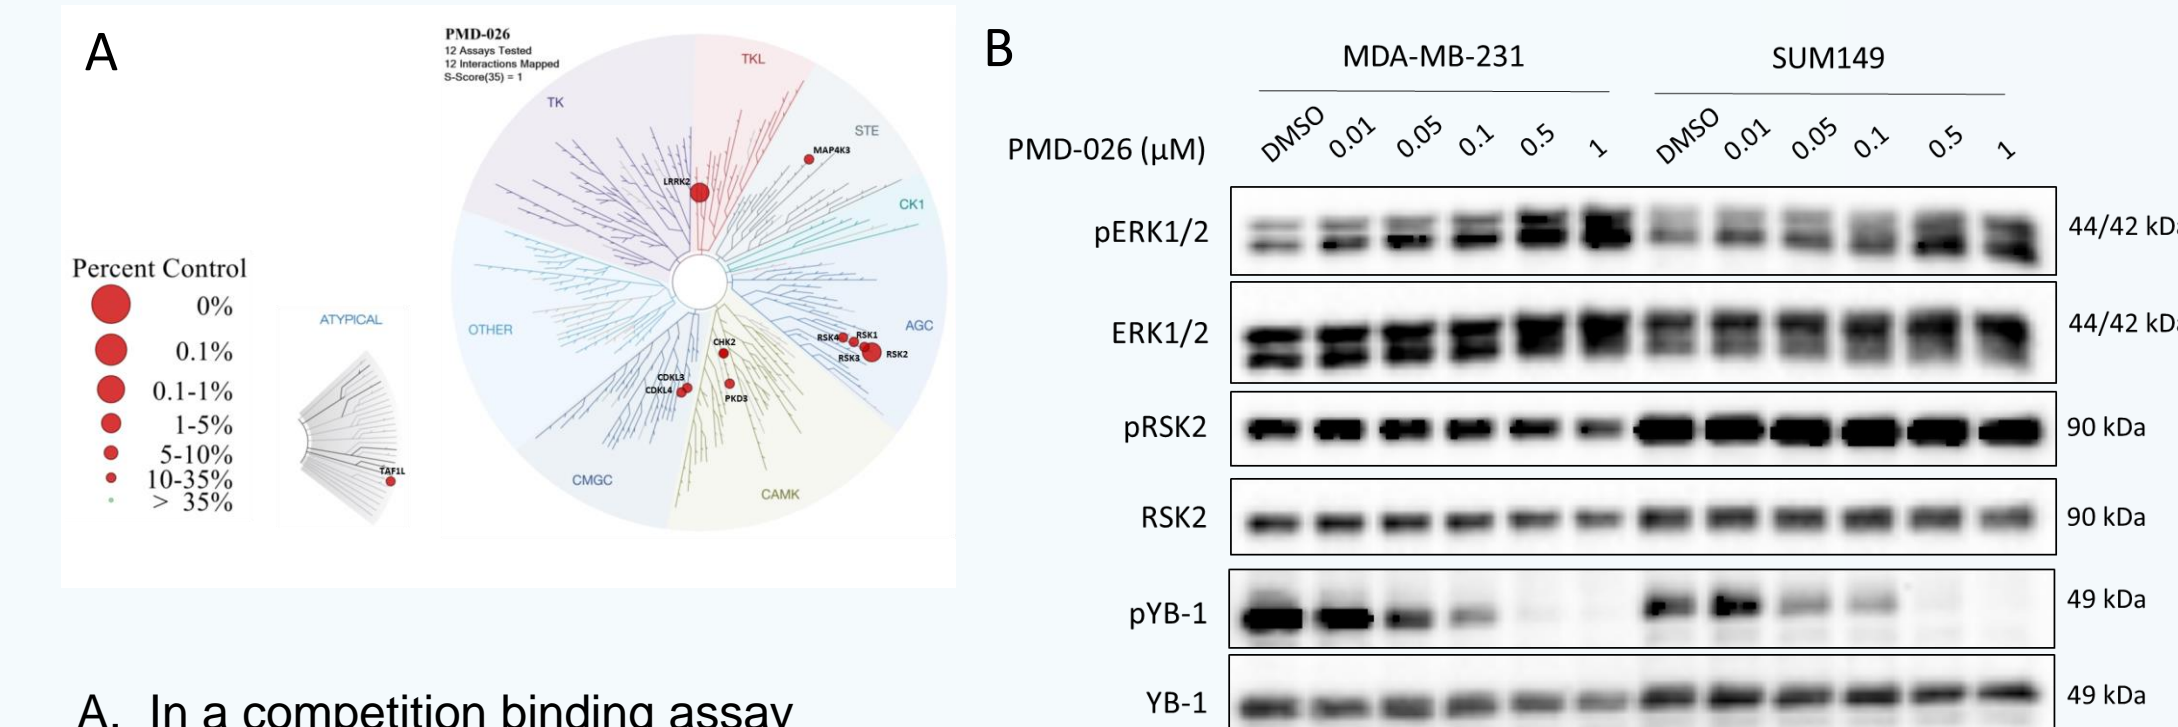 A
PMD-026
12 Assays Tested
12 Interactions Mapped
S-Score(35) = 1
TK
TKL
STE
MAP4K3
LRRK2
CK1
AGC
RSK4
RSK1
RSK3
RSK2
CHK2
PKD3
CDKL3
CDKL4
OTHER
CMGC
CAMK
Percent Control
0%
0.1%
0.1-1%
1-5%
5-10%
10-35%
> 35%
ATYPICAL
TAF1L
A. In a competition binding assay
B
MDA-MB-231 SUM149
PMD-026 (µM) DMSO 0.01 0.05 0.1 0.5 1 DMSO 0.01 0.05 0.1 0.5 1
pERK1/2 44/42 kDa
ERK1/2 44/42 kDa
pRSK2 90 kDa
RSK2 90 kDa
pYB-1 49 kDa
YB-1 49 kDa